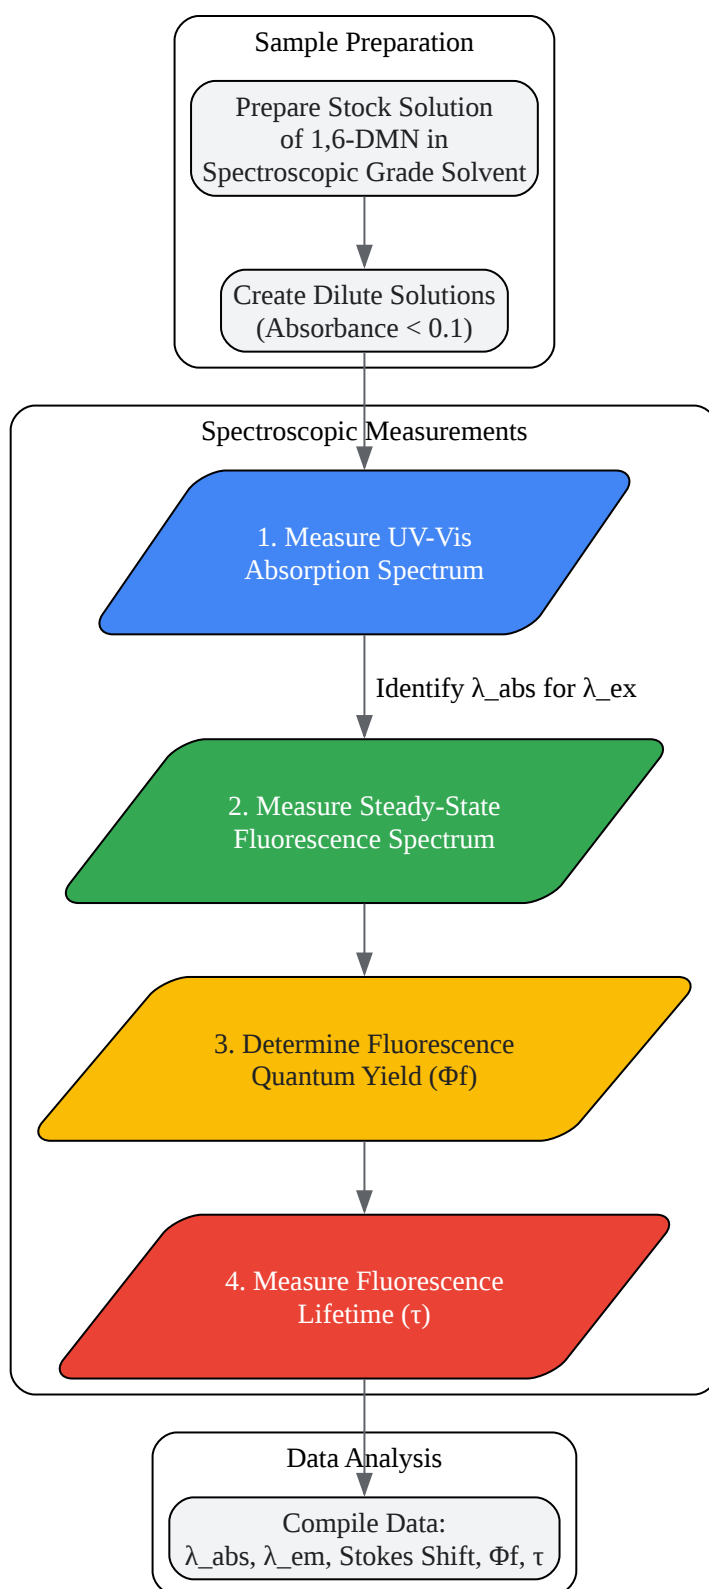 Sample Preparation
Prepare Stock Solution
of 1,6-DMN in
Spectroscopic Grade Solvent
Create Dilute Solutions
(Absorbance < 0.1)
Spectroscopic Measurements
1. Measure UV-Vis
Absorption Spectrum
Identify λ_abs for λ_ex
2. Measure Steady-State
Fluorescence Spectrum
3. Determine Fluorescence
Quantum Yield (Φf)
4. Measure Fluorescence
Lifetime (τ)
Data Analysis
Compile Data:
λ_abs, λ_em, Stokes Shift, Φf, τ